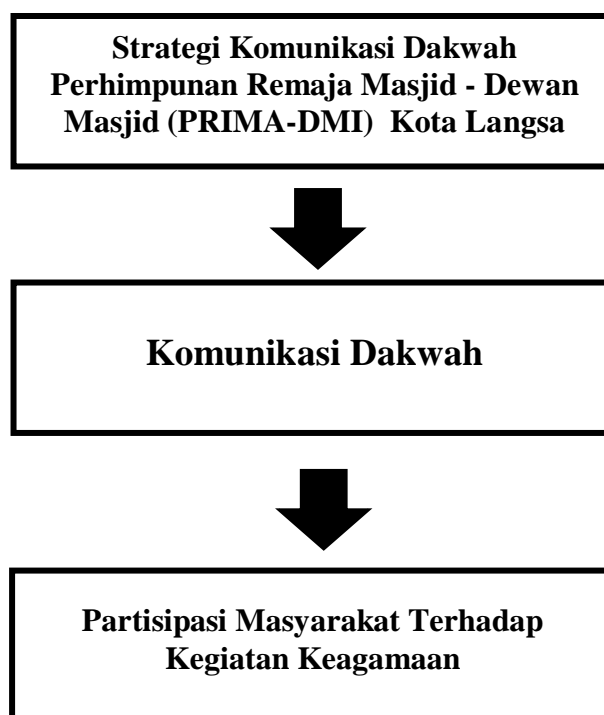 Strategi Komunikasi Dakwah
Perhimpunan Remaja Masjid - Dewan
Masjid (PRIMA-DMI) Kota Langsa
Komunikasi Dakwah
Partisipasi Masyarakat Terhadap
Kegiatan Keagamaan